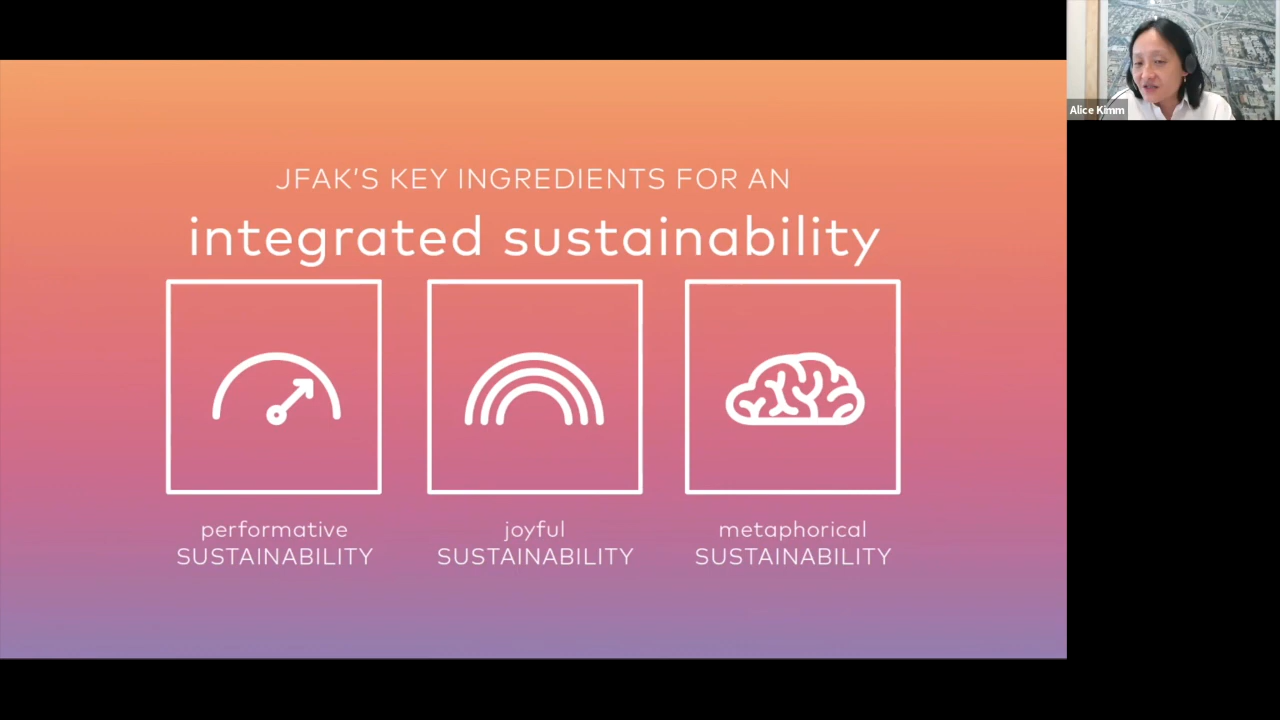 JFAK'S KEY INGREDIENTS FOR AN
integrated sustainability
performative
SUSTAINABILITY
joyful
SUSTAINABILITY
metaphorical
SUSTAINABILITY
Alice Kimm